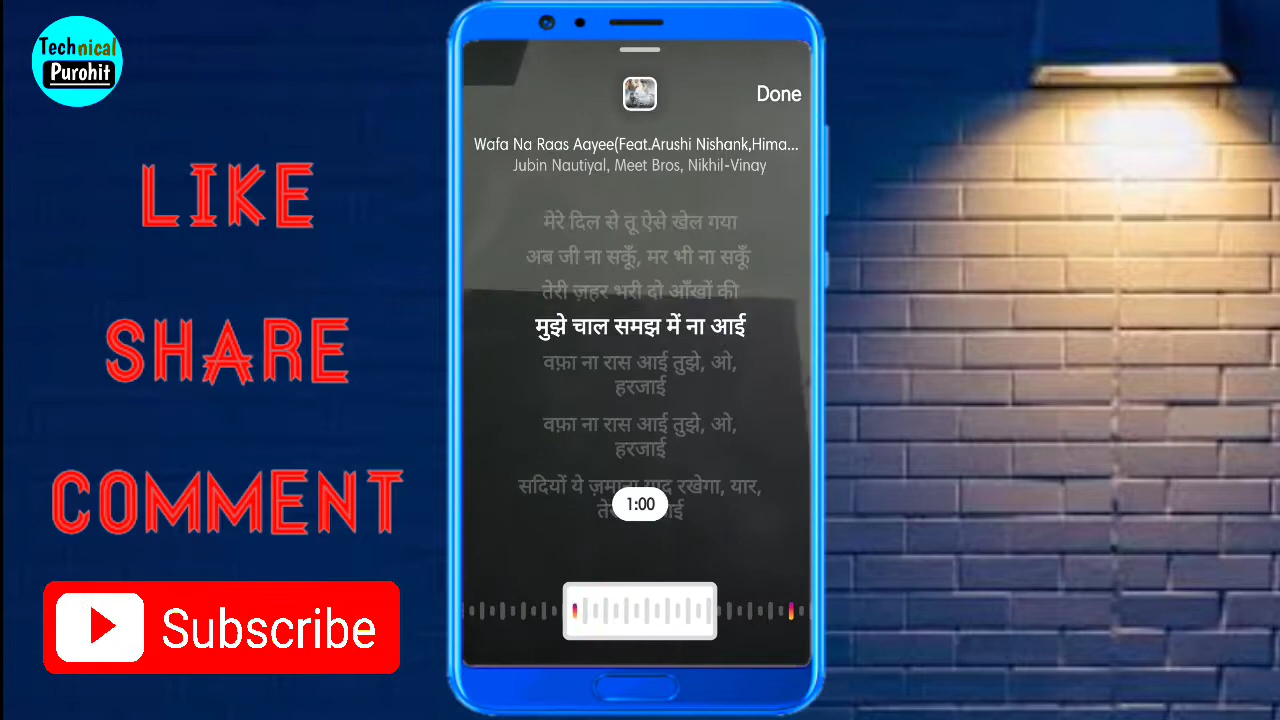 Technical
Purohit
LIKE
SHARE
COMMENT
Subscribe
Done
Wafa Na Raas Aayee(Feat.Arushi Nishank,Hima...
Jubin Nautiyal, Meet Bros, Nikhil-Vinay
मेरे दिल से तू ऐसे खेल गया
अब जी ना सकूँ, मर भी ना सकूँ
तेरी ज़हर भरी दो आँखों की
मुझे चाल समझ में ना आई
वफ़ा ना रास आई तुझे, ओ,
हरजाई
वफ़ा ना रास आई तुझे, ओ,
हरजाई
सदियों ये ज़माना याद रखेगा, यार,
1:00